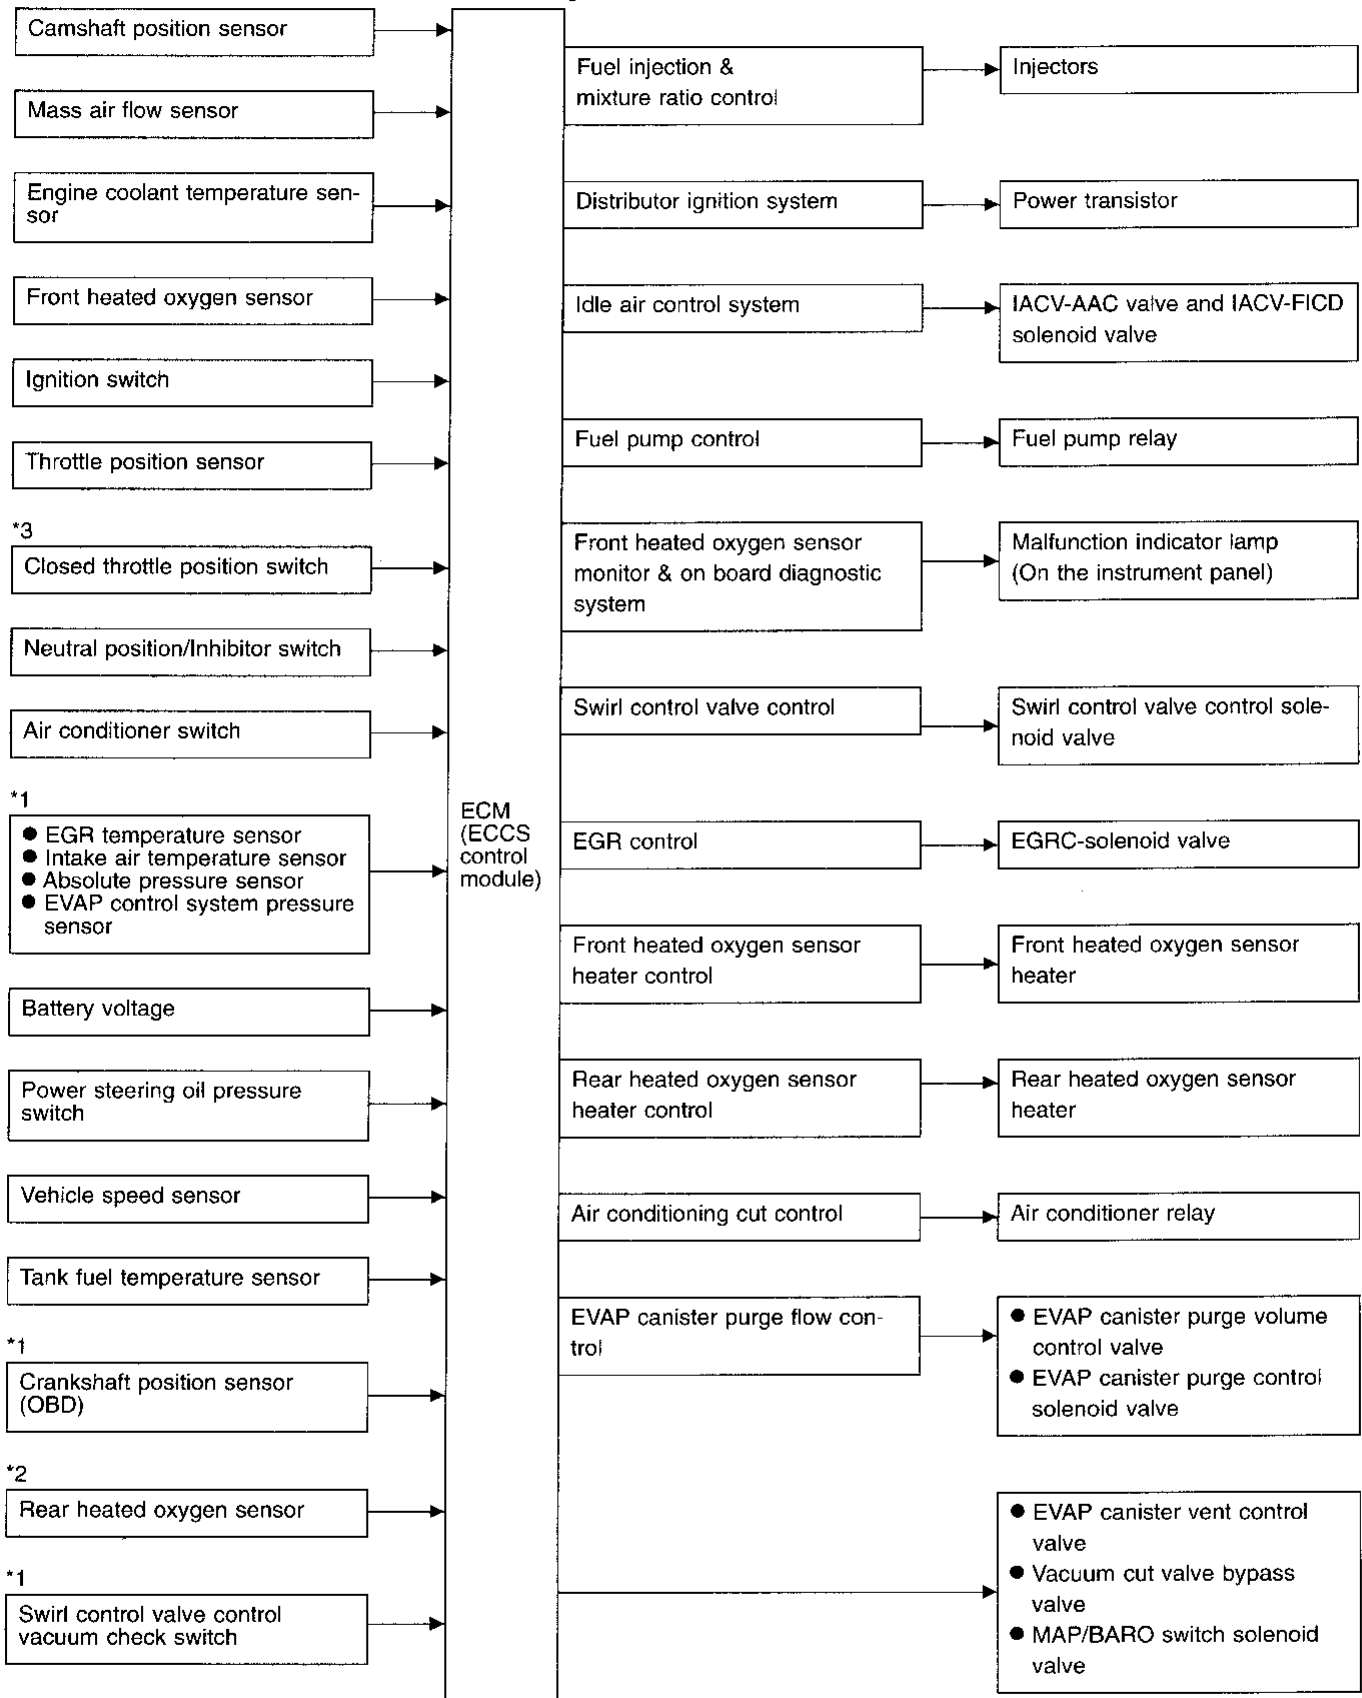 Camshaft position sensor
Mass air flow sensor
Engine coolant temperature sen-
sor
Front heated oxygen sensor
Ignition switch
Throttle position sensor
*3
Closed throttle position switch
Neutral position/Inhibitor switch
Air conditioner switch
*1
● EGR temperature sensor
● Intake air temperature sensor
● Absolute pressure sensor
● EVAP control system pressure
sensor
Battery voltage
Power steering oil pressure
switch
Vehicle speed sensor
Tank fuel temperature sensor
*1
Crankshaft position sensor
(OBD)
*2
Rear heated oxygen sensor
*1
Swirl control valve control
vacuum check switch
ECM
(ECCS
control
module)
Fuel injection &
mixture ratio control
Distributor ignition system
Idle air control system
Fuel pump control
Front heated oxygen sensor
monitor & on board diagnostic
system
Swirl control valve control
EGR control
Front heated oxygen sensor
heater control
Rear heated oxygen sensor
heater control
Air conditioning cut control
EVAP canister purge flow con-
trol
Injectors
Power transistor
IACV-AAC valve and IACV-FICD
solenoid valve
Fuel pump relay
Malfunction indicator lamp
(On the instrument panel)
Swirl control valve control sole-
noid valve
EGRC-solenoid valve
Front heated oxygen sensor
heater
Rear heated oxygen sensor
heater
Air conditioner relay
● EVAP canister purge volume
control valve
● EVAP canister purge control
solenoid valve
● EVAP canister vent control
valve
● Vacuum cut valve bypass
valve
● MAP/BARO switch solenoid
valve